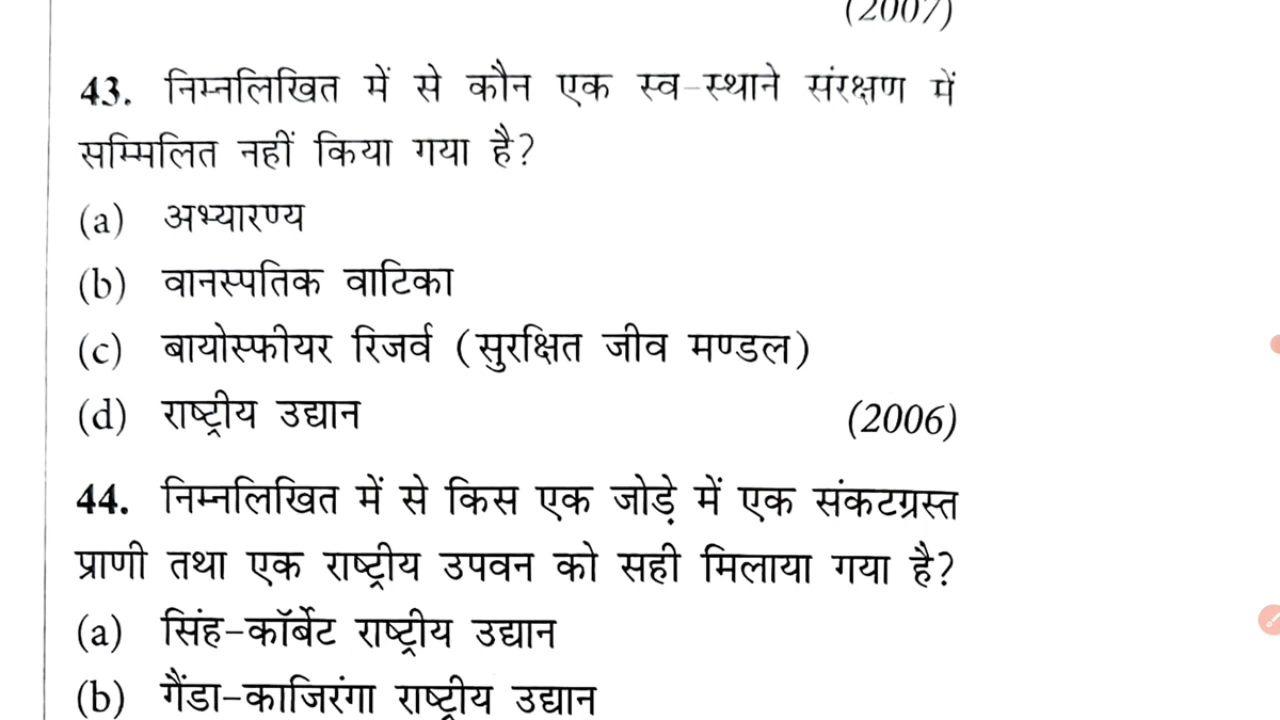 (2007)
43. निम्नलिखित में से कौन एक स्व-स्थाने संरक्षण में
सम्मिलित नहीं किया गया है?
(a) अभ्यारण्य
(b) वानस्पतिक वाटिका
(c) बायोस्फीयर रिजर्व (सुरक्षित जीव मण्डल)
(d) राष्ट्रीय उद्यान (2006)
44. निम्नलिखित में से किस एक जोड़े में एक संकटग्रस्त
प्राणी तथा एक राष्ट्रीय उपवन को सही मिलाया गया है?
(a) सिंह-कॉर्बेट राष्ट्रीय उद्यान
(b) गैंडा-काजिरंगा राष्ट्रीय उद्यान